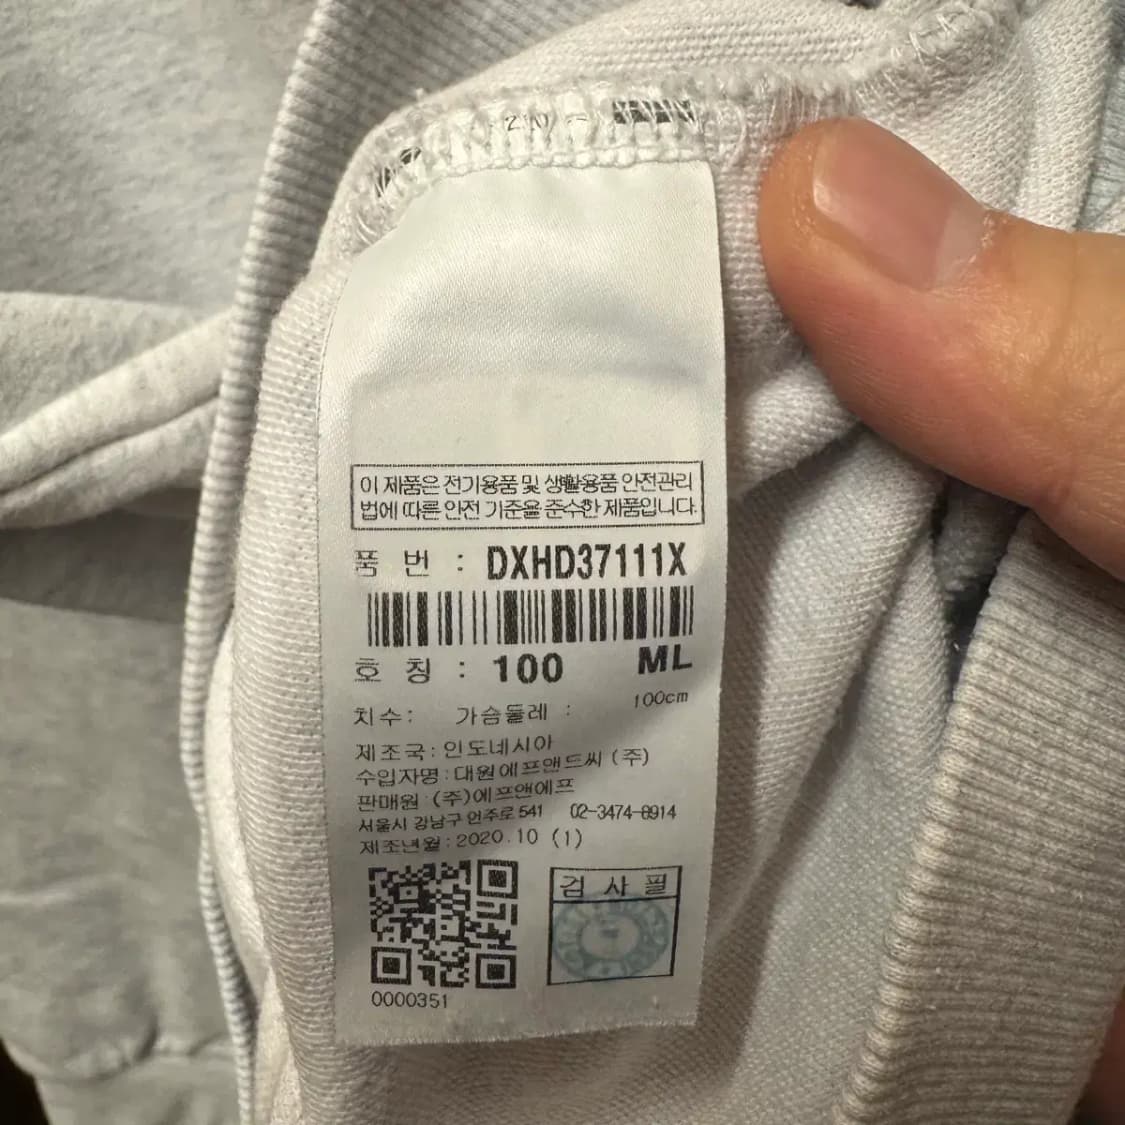 이 제품은 전기용품 및 생활용품 안전관리
법에 따른 안전 기준을 준수한 제품입니다.
품 번 : DXHD37111X
호 칭 : 100 ML
치수: 가슴둘레 : 100cm
제조국: 인도네시아
수입자명: 대원에프앤드씨 (주)
판매원 (주)에프앤에프
서울시 강남구 언주로 541 02-3474-8914
제조년월: 2020.10 (1)
검 사 필
0000351